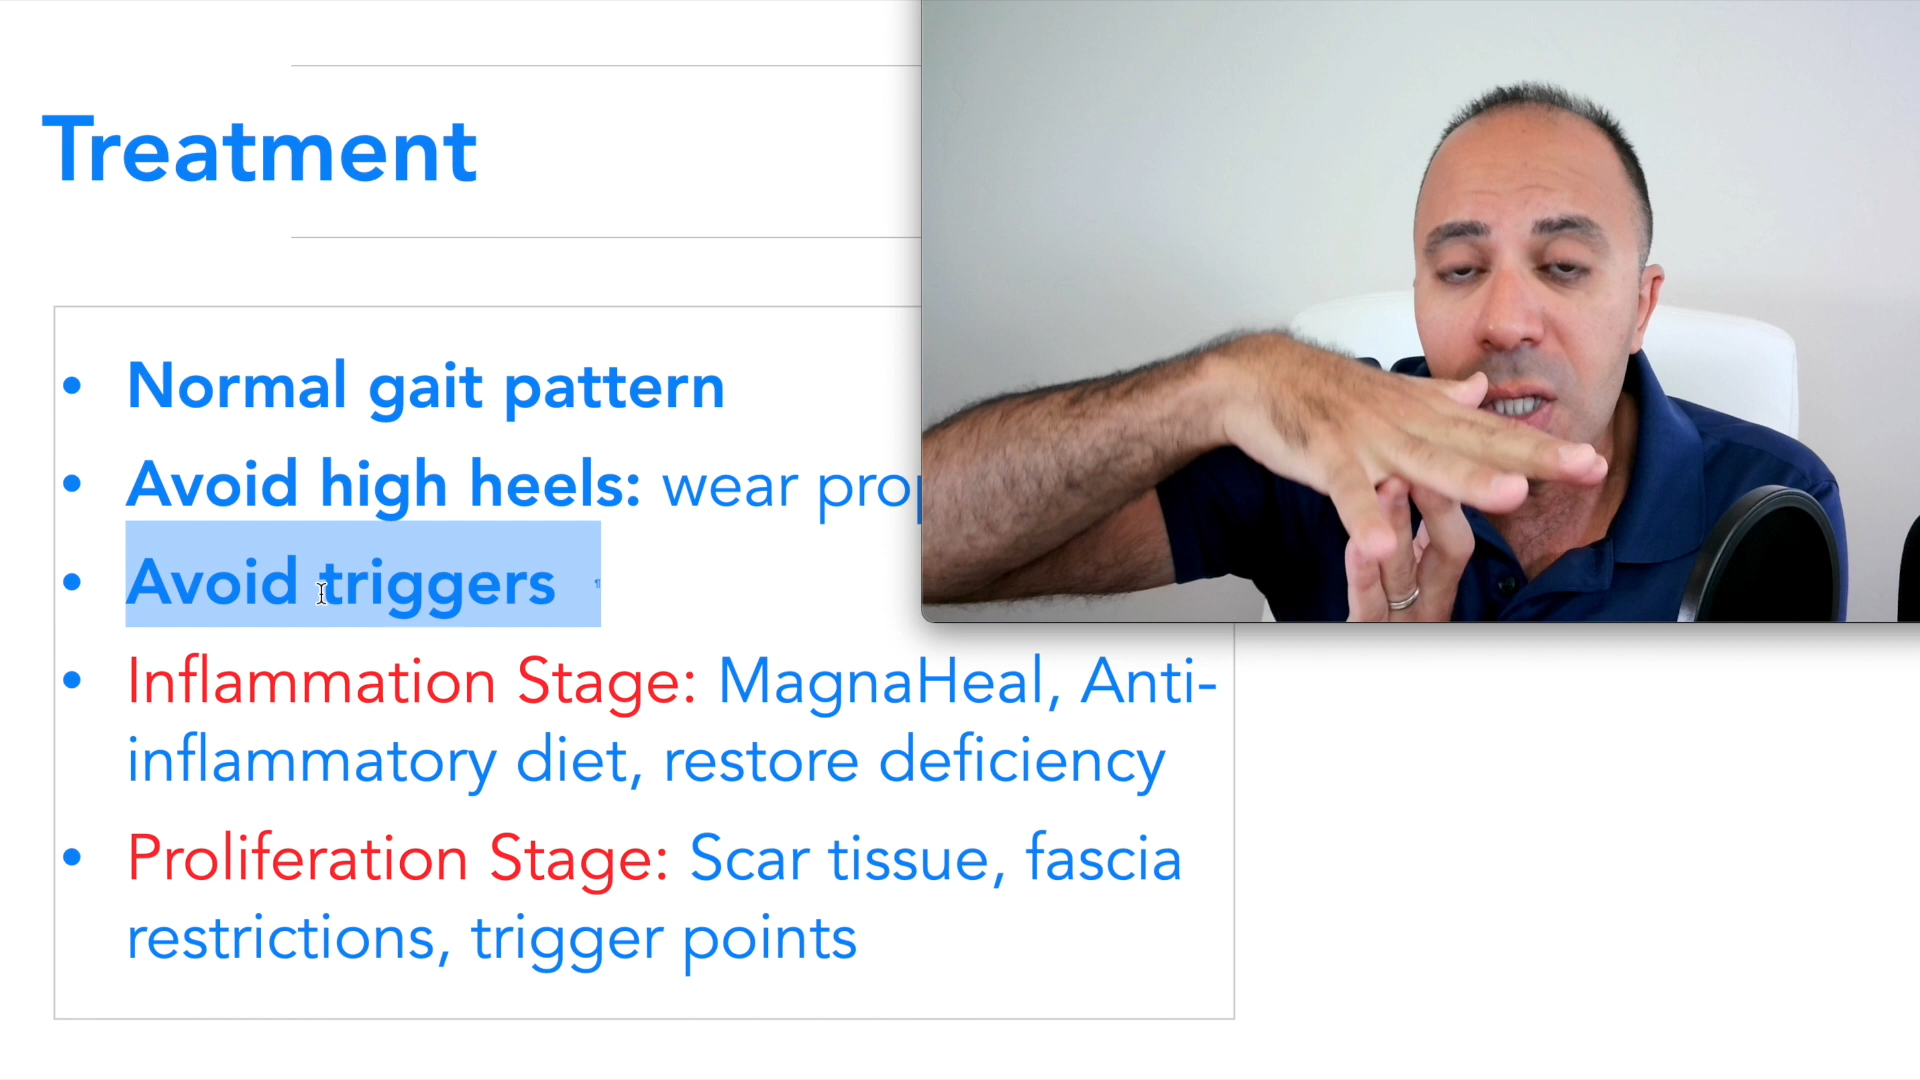 Treatment
• Normal gait pattern
• Avoid high heels: wear
• Avoid triggers
• Inflammation Stage: MagnaHeal, Anti-
inflammatory diet, restore deficiency
• Proliferation Stage: Scar tissue, fascia
restrictions, trigger points